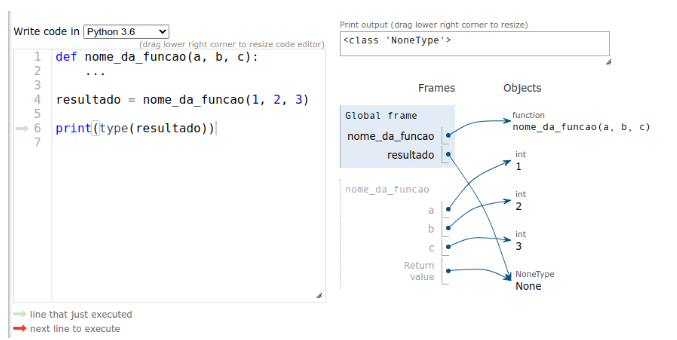 Write code in Python 3.6
(drag lower right corner to resize code editor)
1 def nome_da_funcao(a, b, c):
2     ...
3
4 resultado = nome_da_funcao(1, 2, 3)
5
6 print(type(resultado))
7
line that just executed
next line to execute
Print output (drag lower right corner to resize)
<class 'NoneType'>
Frames
Objects
Global frame
nome_da_funcao
resultado
function
nome_da_funcao(a, b, c)
int
1
int
2
int
3
NoneType
None
nome_da_funcao
a
b
c
Return
value